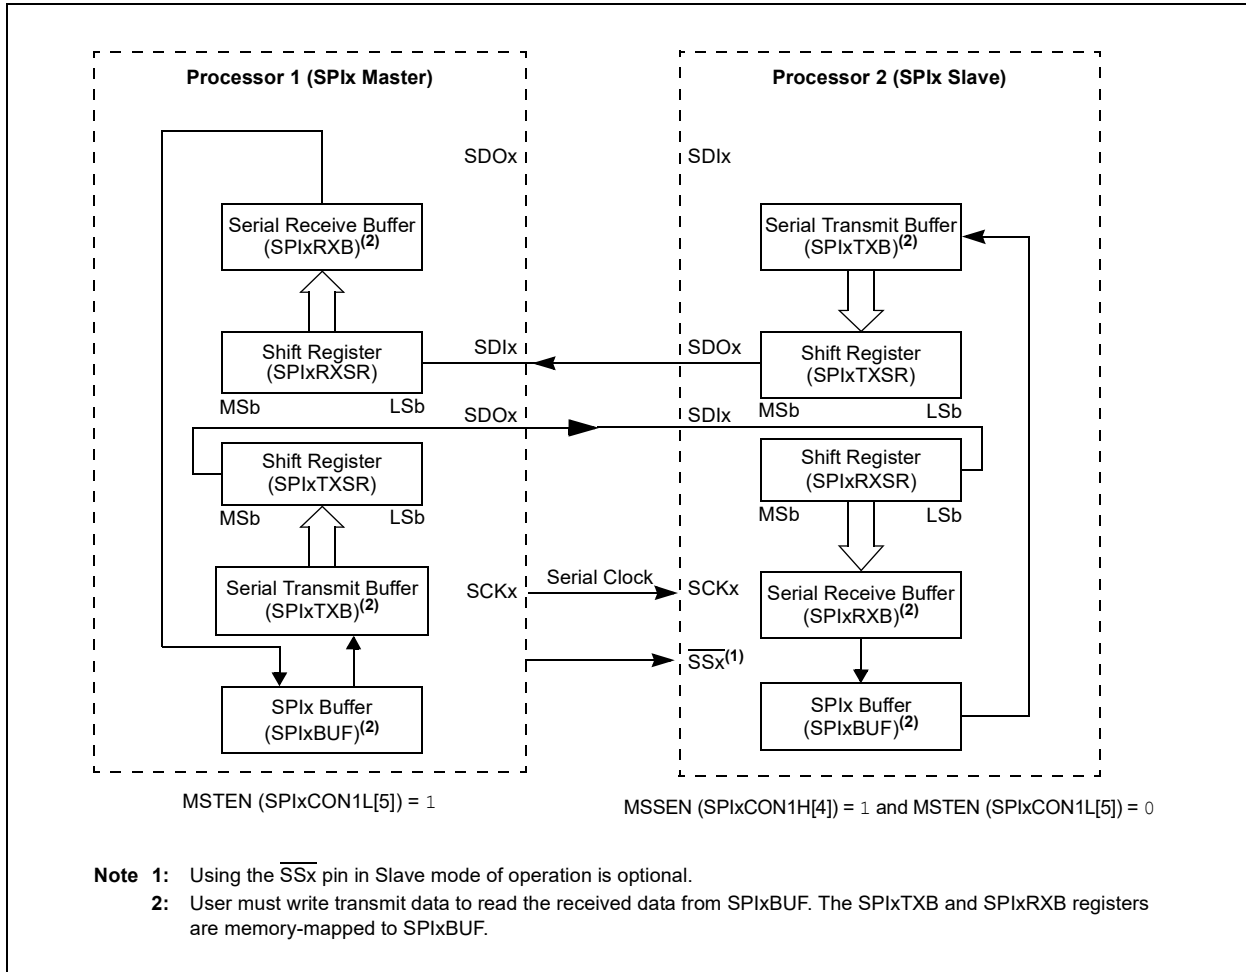 Processor 1 (SPIx Master)
SDOx
Serial Receive Buffer
(SPIxRXB)(2)
Shift Register
(SPIxRXSR)
MSb LSb
SDIx
SDOx
Shift Register
(SPIxTXSR)
MSb LSb
Serial Transmit Buffer
(SPIxTXB)(2)
SCKx
SPIx Buffer
(SPIxBUF)(2)
MSTEN (SPIxCON1L[5]) = 1
Serial Clock
Processor 2 (SPIx Slave)
SDIx
Serial Transmit Buffer
(SPIxTXB)(2)
SDOx
Shift Register
(SPIxTXSR)
MSb LSb
SDIx
Shift Register
(SPIxRXSR)
MSb LSb
SCKx
Serial Receive Buffer
(SPIxRXB)(2)
SSx(1)
SPIx Buffer
(SPIxBUF)(2)
MSSEN (SPIxCON1H[4]) = 1 and MSTEN (SPIxCON1L[5]) = 0
Note 1: Using the SSx pin in Slave mode of operation is optional.
2: User must write transmit data to read the received data from SPIxBUF. The SPIxTXB and SPIxRXB registers
are memory-mapped to SPIxBUF.